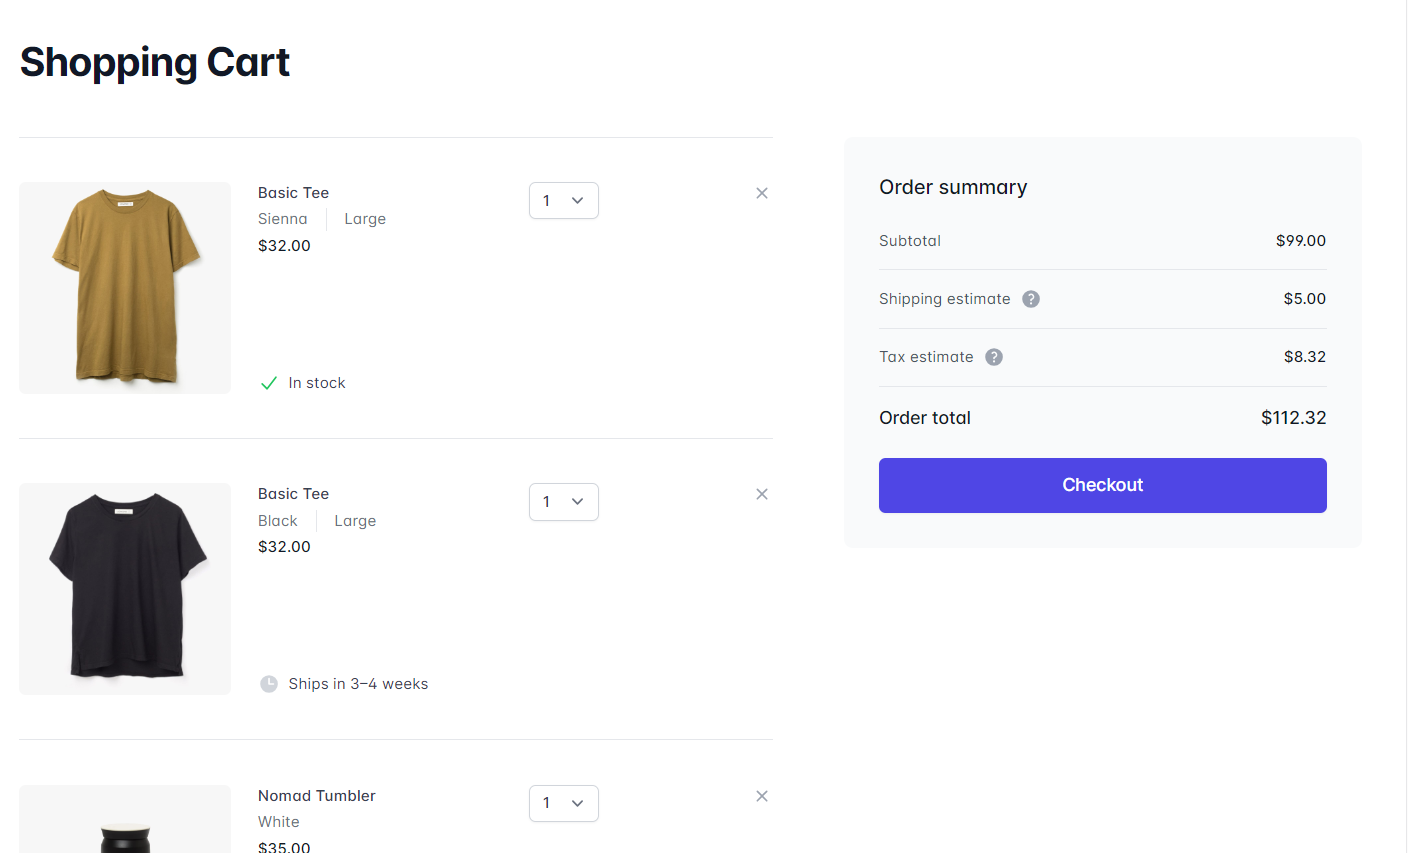 Shopping Cart
Basic Tee
Sienna Large
$32.00
1
In stock
Basic Tee
Black Large
$32.00
1
Ships in 3–4 weeks
Nomad Tumbler
White
$35.00
1
Order summary
Subtotal $99.00
Shipping estimate ? $5.00
Tax estimate ? $8.32
Order total $112.32
Checkout